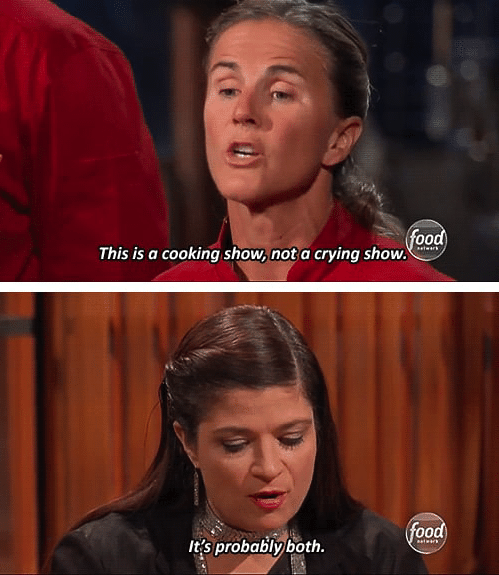 food
network
This is a cooking show, not a crying show.
food
network
It's probably both.